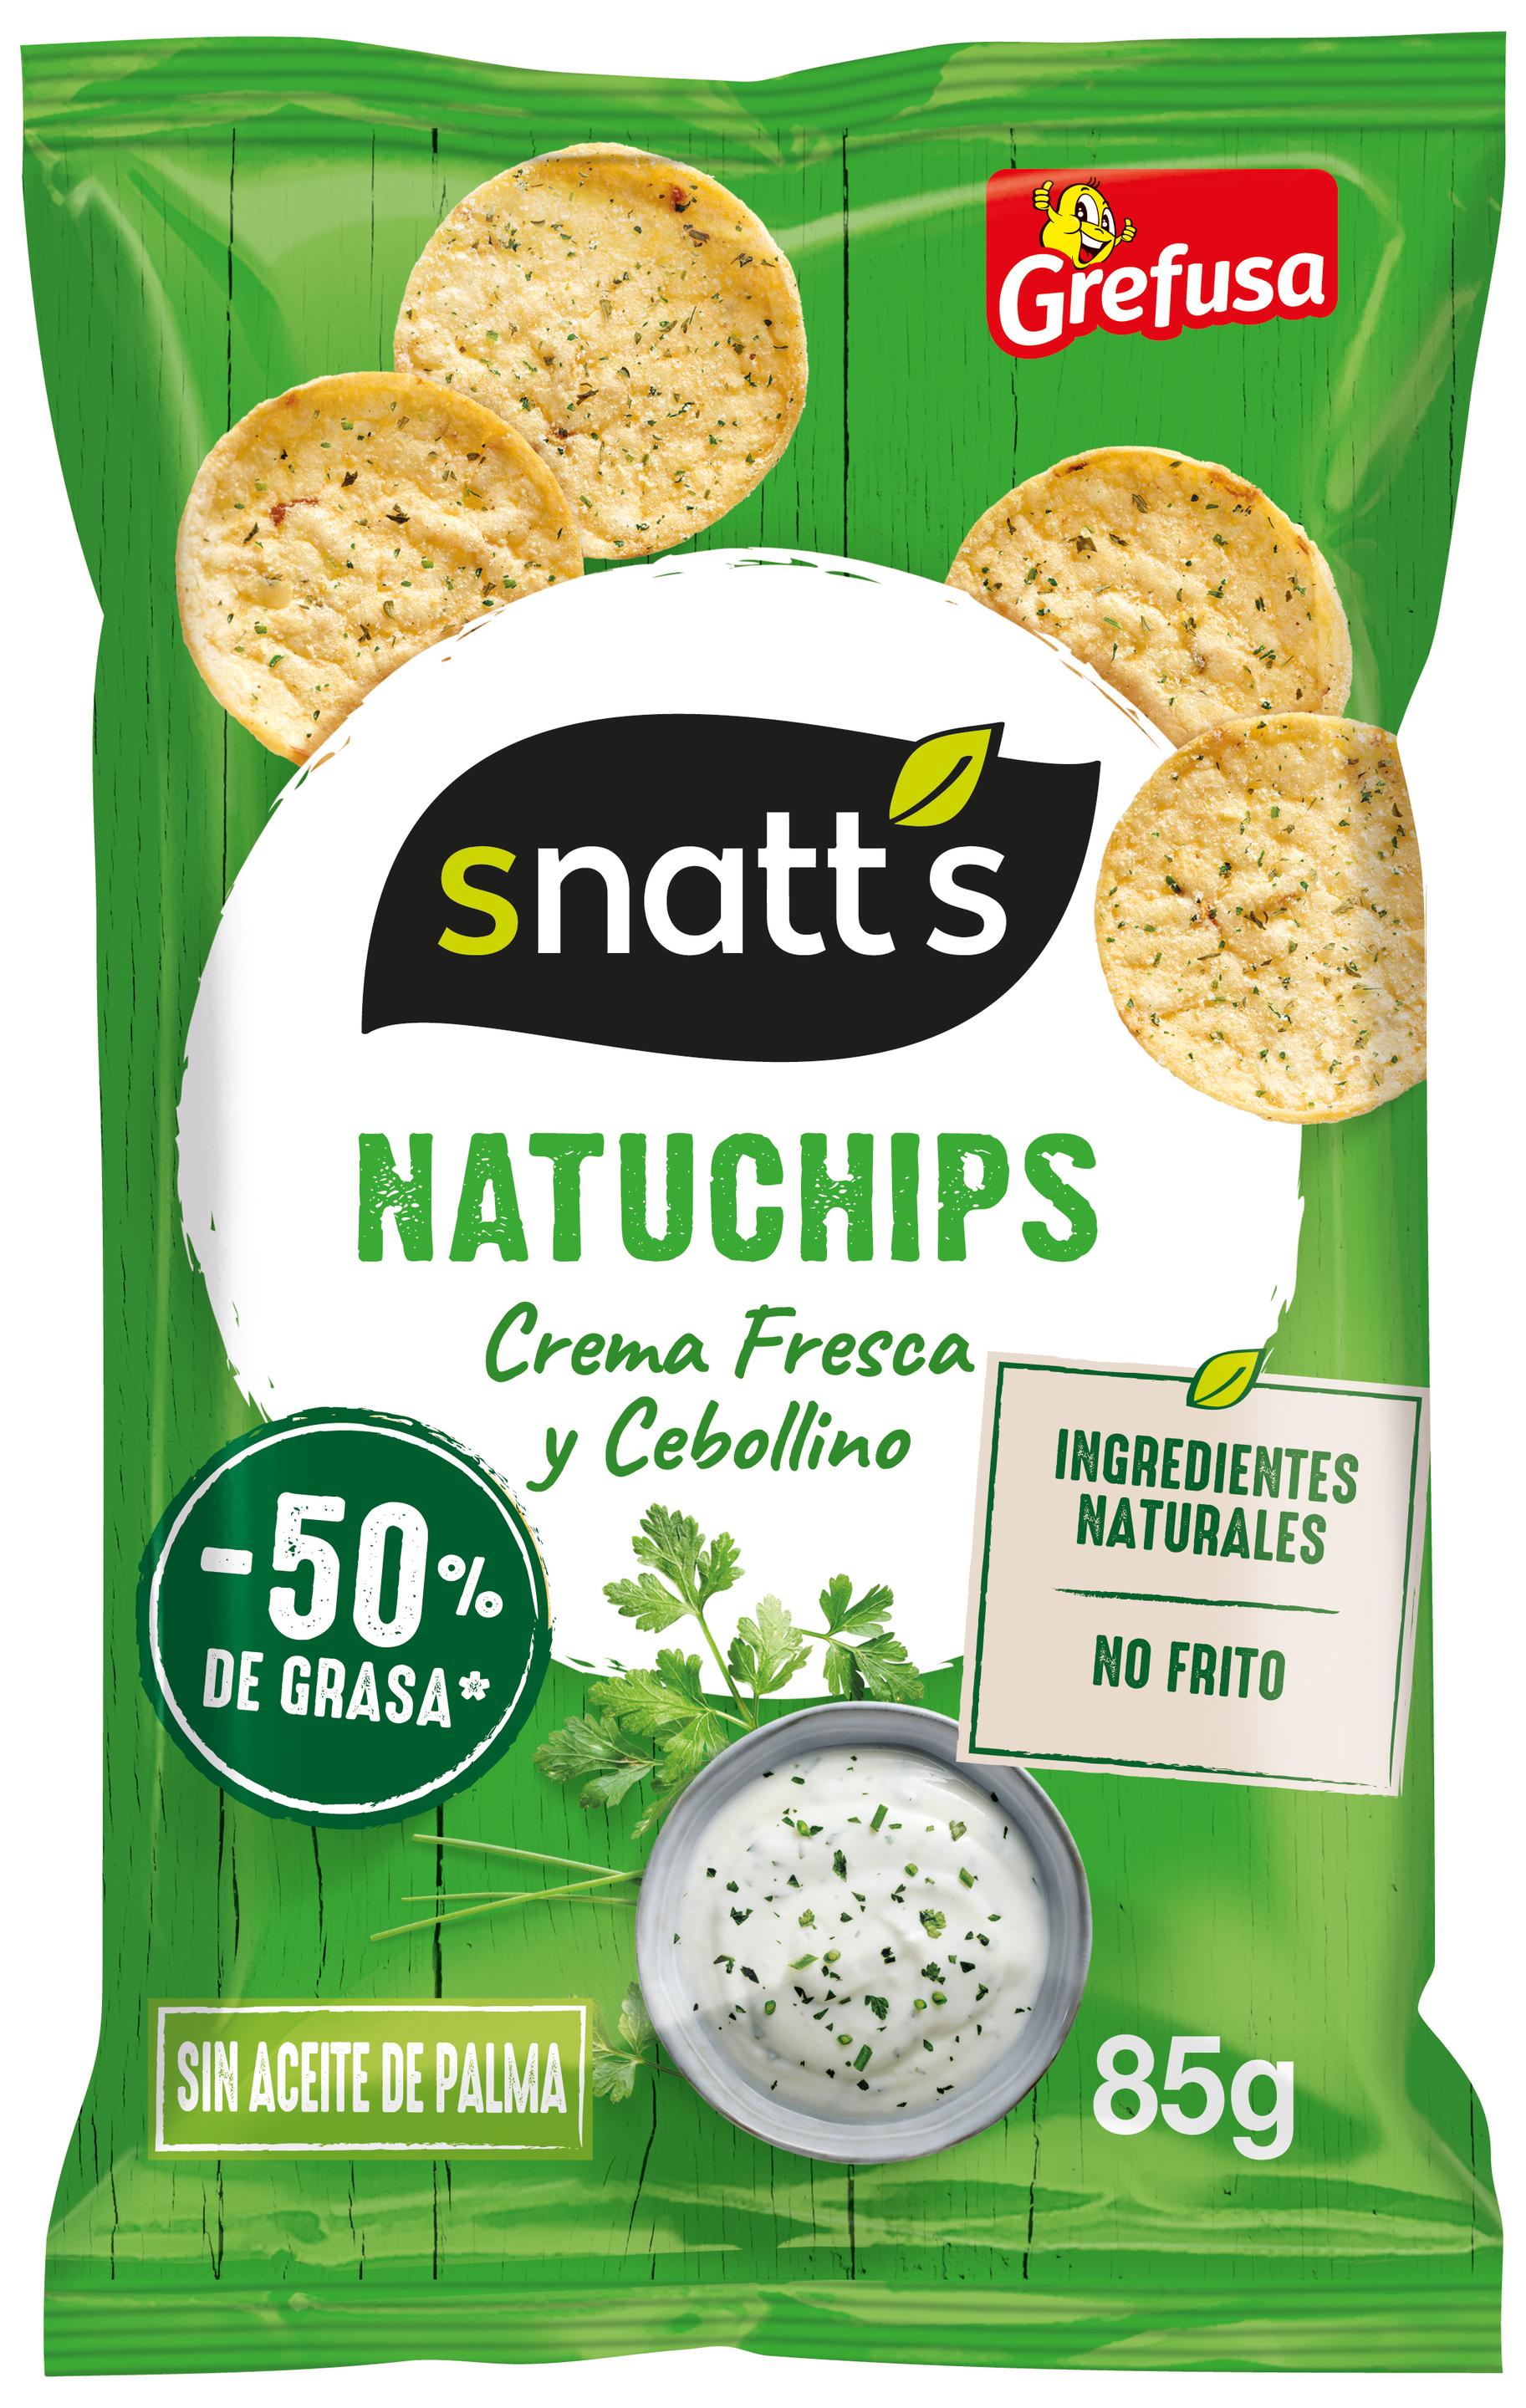 Grefusa
snatt's
NATUCHIPS
Crema Fresca
y Cebollino
-50%
DE GRASA*
INGREDIENTES
NATURALES
NO FRITO
SIN ACEITE DE PALMA
85g